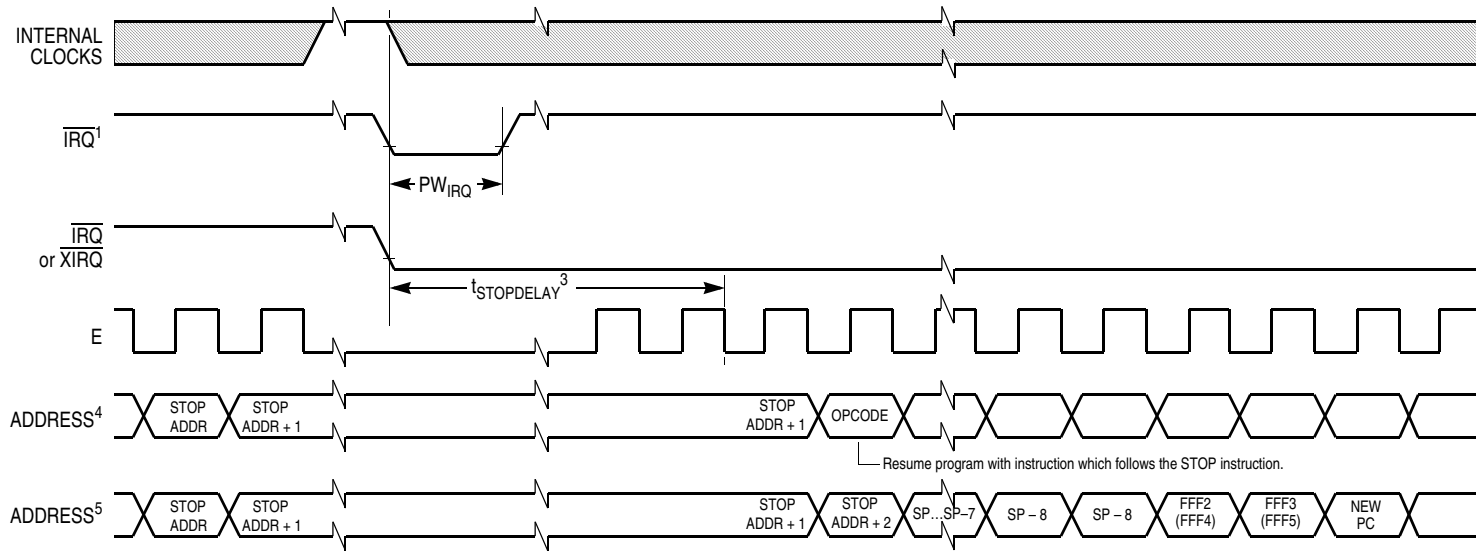 INTERNAL
CLOCKS
IRQ1
PWIRQ
IRQ
or XIRQ
tSTOPDELAY3
E
ADDRESS4
STOP
ADDR
STOP
ADDR + 1
STOP
ADDR + 1
OPCODE
Resume program with instruction which follows the STOP instruction.
ADDRESS5
STOP
ADDR
STOP
ADDR + 1
STOP
ADDR + 1
STOP
ADDR + 2
SP…SP–7
SP – 8
SP – 8
FFF2
(FFF4)
FFF3
(FFF5)
NEW
PC